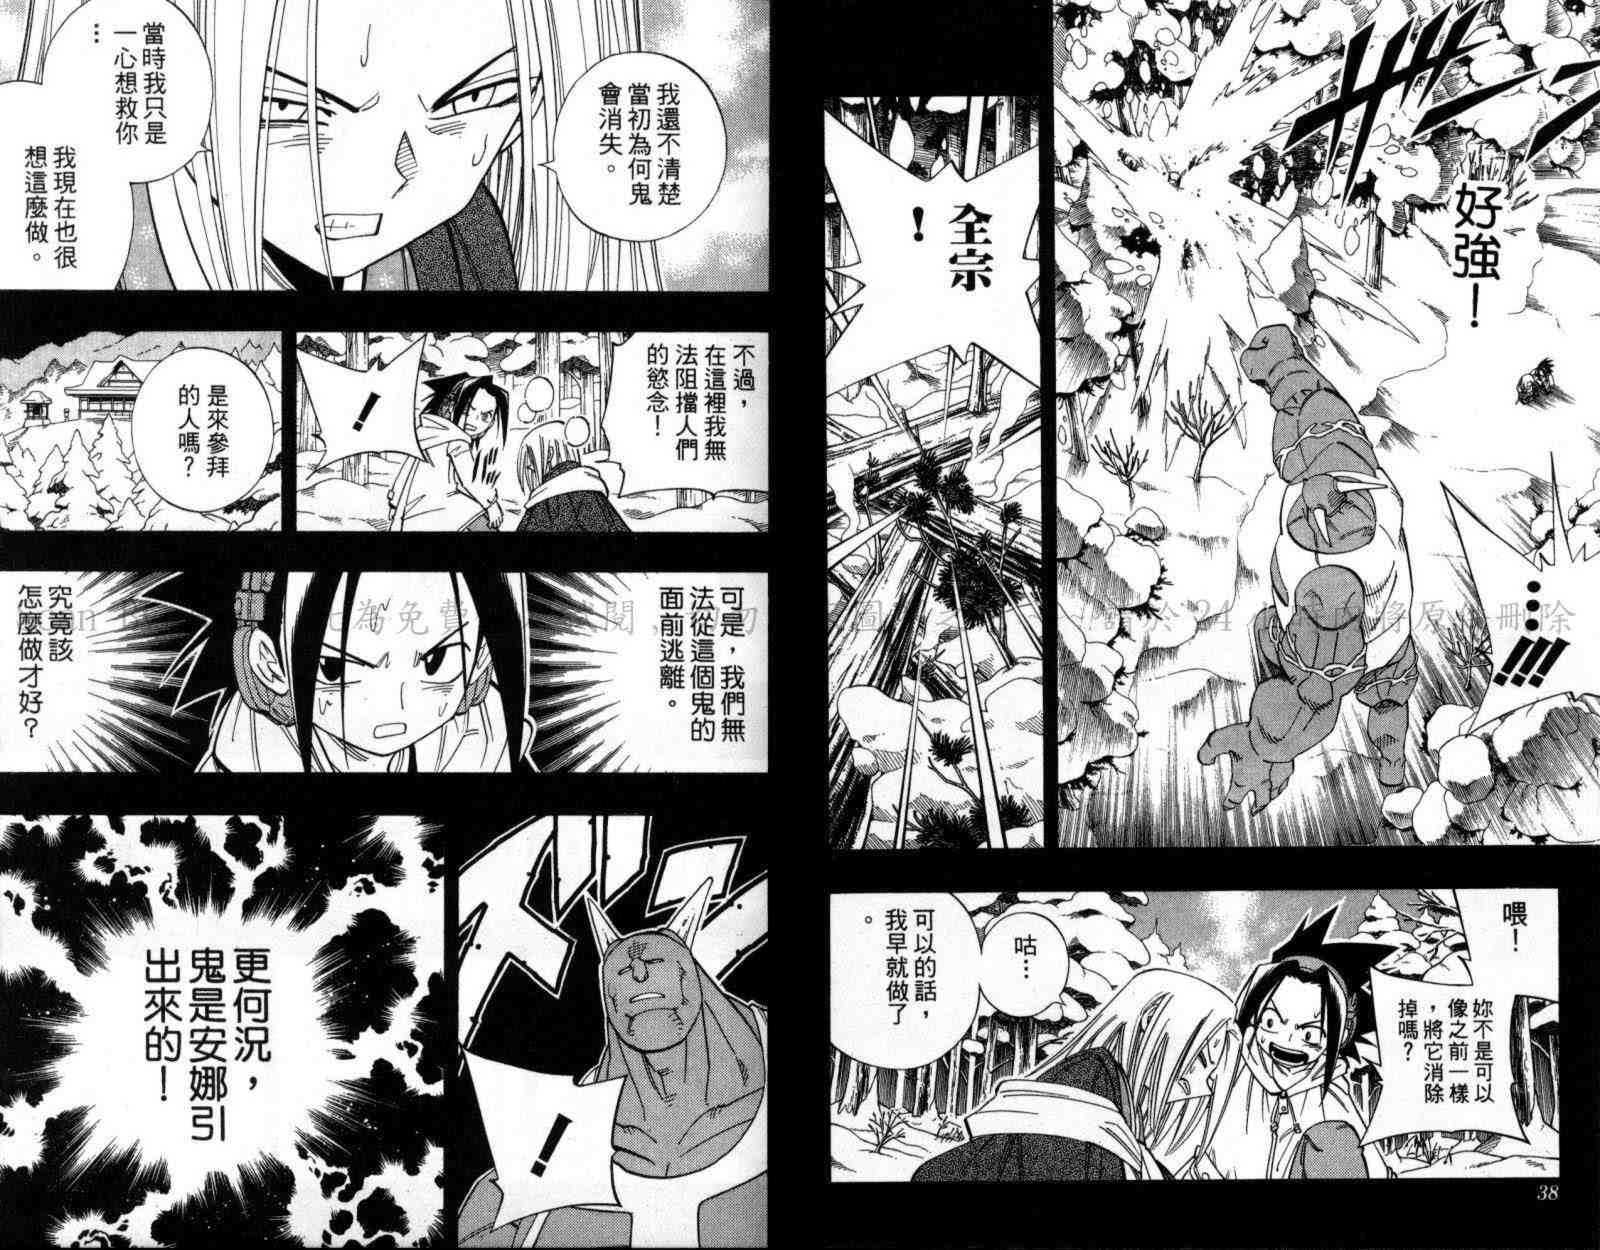 好強！
…
!!!!
全宗
！
喂！
妳不是可以
像之前一樣
，將它消除
掉嗎？
咕…
可以的話，
我早就做了
。
38
我還不清楚
當初為何鬼
會消失。
當時我只是
一心想救你
…
我現在也很
想這麼做。
不過，
在這裡我無
法阻擋人們
的慾念！
！
是來參拜
的人嗎？
可是，我們無
法從這個鬼的
面前逃離。
究竟該
怎麼做才好？
！
更何況，
鬼是安娜引
出來的！